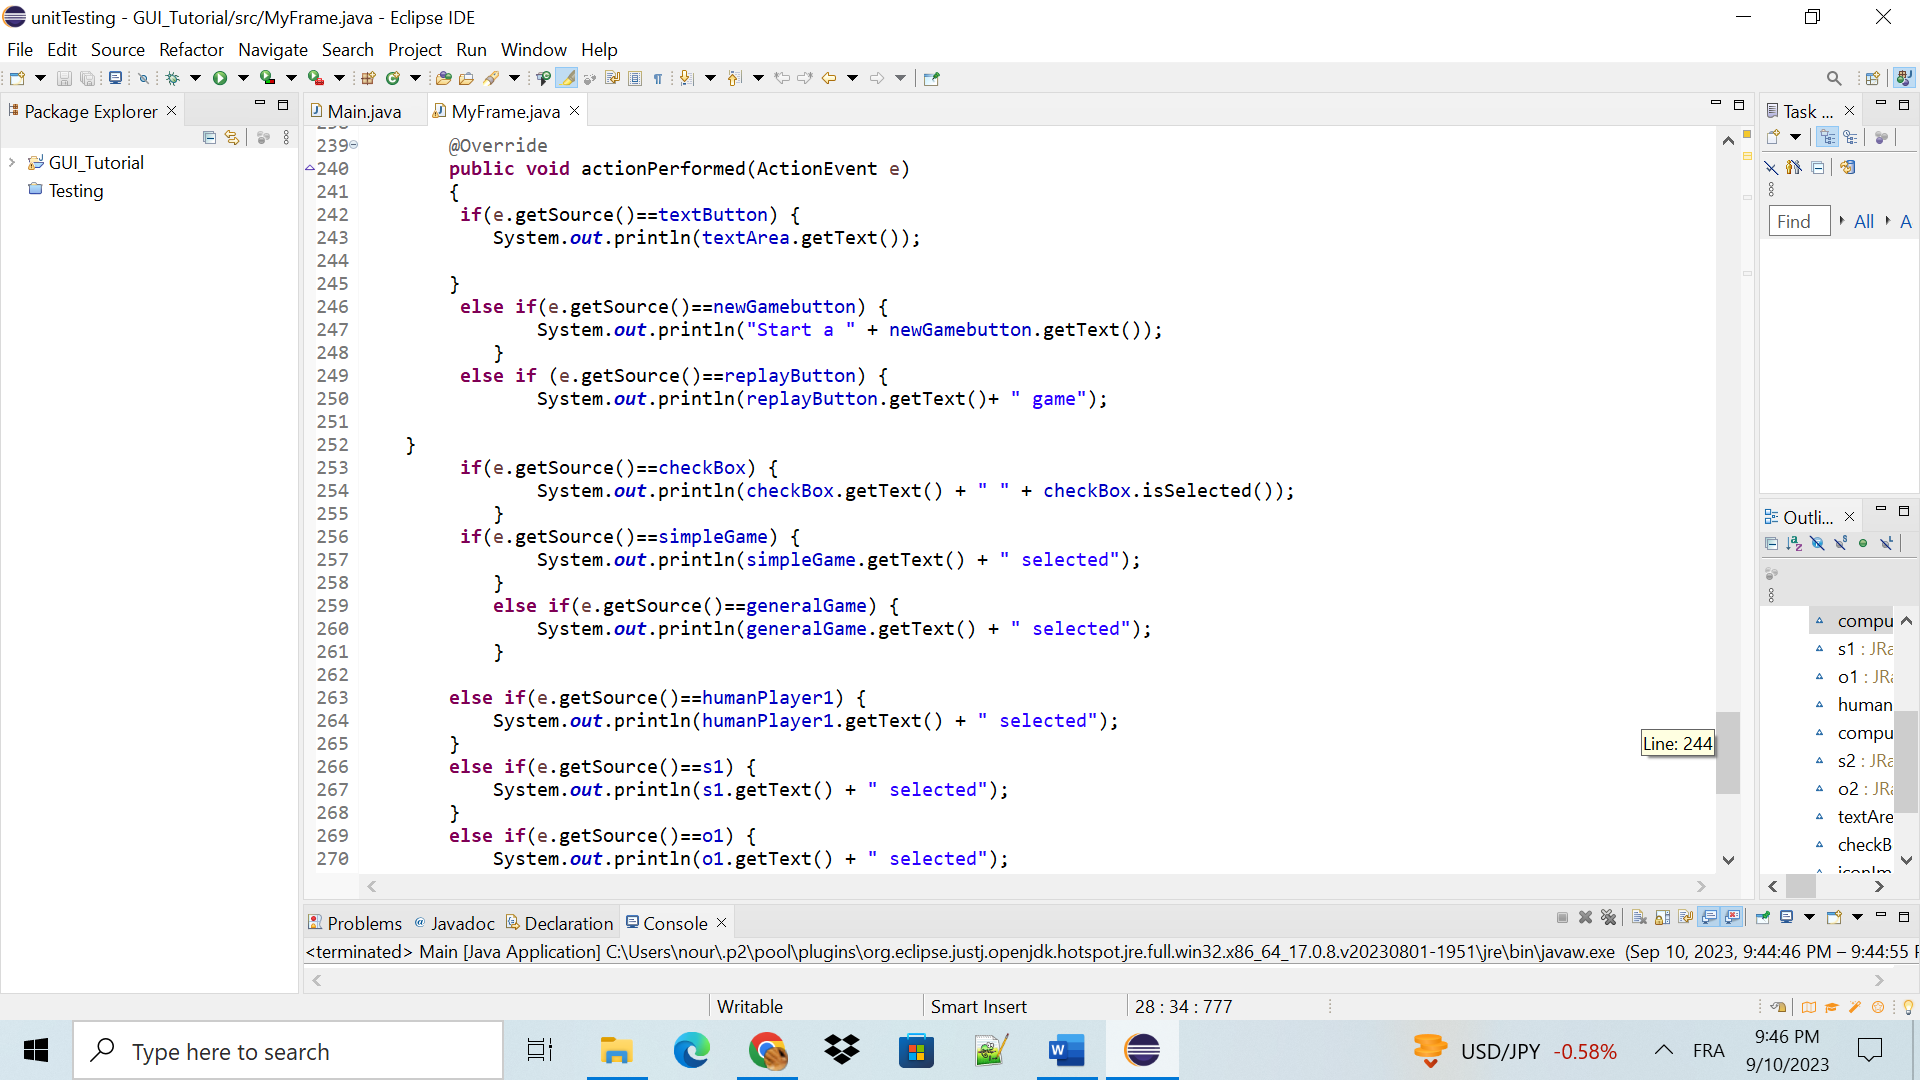 unitTesting - GUI_Tutorial/src/MyFrame.java - Eclipse IDE
File Edit Source Refactor Navigate Search Project Run Window Help
Package Explorer
GUI_Tutorial
Testing
Main.java MyFrame.java
239 @Override
240 public void actionPerformed(ActionEvent e)
241 {
242 if(e.getSource()==textButton) {
243 System.out.println(textArea.getText());
244
245 }
246 else if(e.getSource()==newGamebutton) {
247 System.out.println("Start a " + newGamebutton.getText());
248 }
249 else if (e.getSource()==replayButton) {
250 System.out.println(replayButton.getText()+ " game");
251
252 }
253 if(e.getSource()==checkBox) {
254 System.out.println(checkBox.getText() + " " + checkBox.isSelected());
255 }
256 if(e.getSource()==simpleGame) {
257 System.out.println(simpleGame.getText() + " selected");
258 }
259 else if(e.getSource()==generalGame) {
260 System.out.println(generalGame.getText() + " selected");
261 }
262
263 else if(e.getSource()==humanPlayer1) {
264 System.out.println(humanPlayer1.getText() + " selected");
265 }
266 else if(e.getSource()==s1) {
267 System.out.println(s1.getText() + " selected");
268 }
269 else if(e.getSource()==o1) {
270 System.out.println(o1.getText() + " selected");
Line: 244
Task ...
Find All A
Outli...
compu
s1 : JRa
o1 : JRa
human
compu
s2 : JRa
o2 : JRa
textAre
checkB
Problems Javadoc Declaration Console
<terminated> Main [Java Application] C:\Users\nour\.p2\pool\plugins\org.eclipse.justj.openjdk.hotspot.jre.full.win32.x86_64_17.0.8.v20230801-1951\jre\bin\javaw.exe (Sep 10, 2023, 9:44:46 PM – 9:44:55 P
Writable Smart Insert 28 : 34 : 777
Type here to search
USD/JPY -0.58%
FRA
9:46 PM
9/10/2023